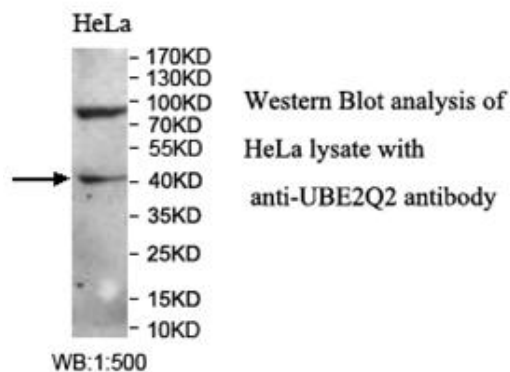 HeLa
170KD
130KD
100KD
70KD
55KD
40KD
35KD
25KD
15KD
10KD
WB:1:500
Western Blot analysis of
HeLa lysate with
anti-UBE2Q2 antibody